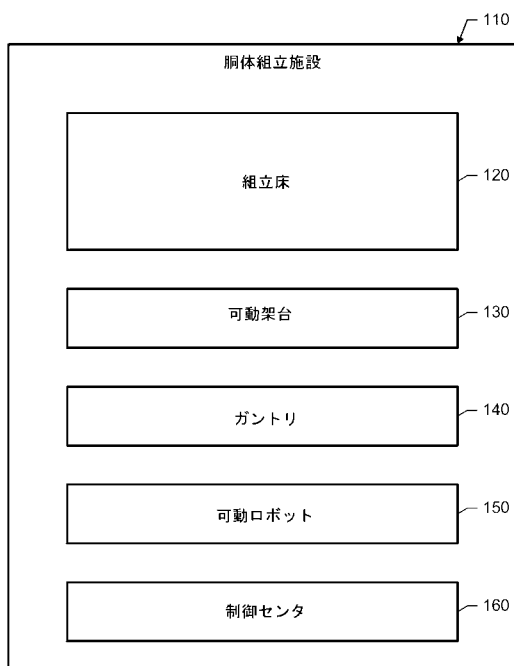 110
胴体組立施設
組立床
120
可動架台
130
ガントリ
140
可動ロボット
150
制御センタ
160